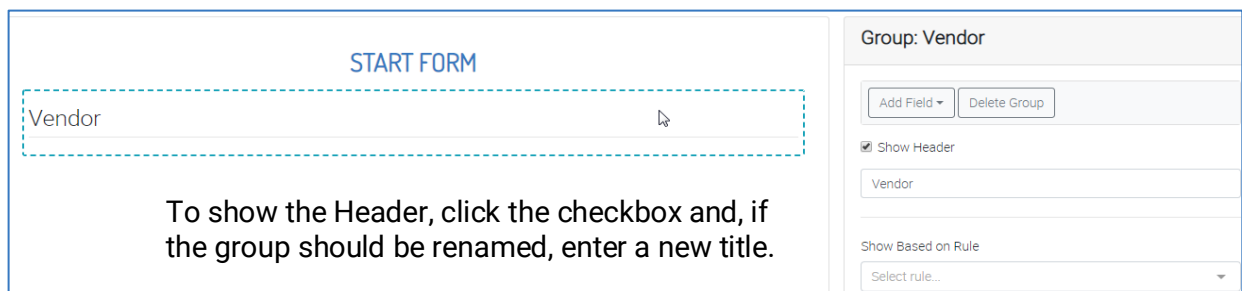 START FORM
Vendor
To show the Header, click the checkbox and, if
the group should be renamed, enter a new title.
Group: Vendor
Add Field Delete Group
Show Header
Vendor
Show Based on Rule
Select rule...